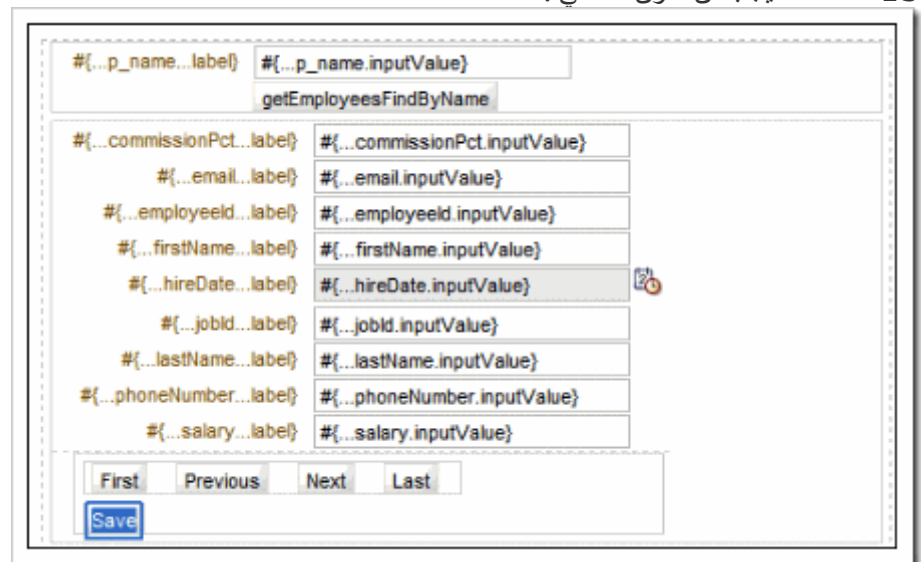 #{...p_name...label} #{...p_name.inputValue}
getEmployeesFindByName
#{...commissionPct...label} #{...commissionPct.inputValue}
#{...email...label} #{...email.inputValue}
#{...employeeId...label} #{...employeeId.inputValue}
#{...firstName...label} #{...firstName.inputValue}
#{...hireDate...label} #{...hireDate.inputValue}
#{...jobId...label} #{...jobId.inputValue}
#{...lastName...label} #{...lastName.inputValue}
#{...phoneNumber...label} #{...phoneNumber.inputValue}
#{...salary...label} #{...salary.inputValue}
First Previous Next Last
Save